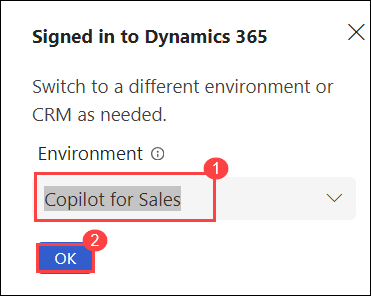 Signed in to Dynamics 365
Switch to a different environment or
CRM as needed.
Environment
1
Copilot for Sales
2
OK